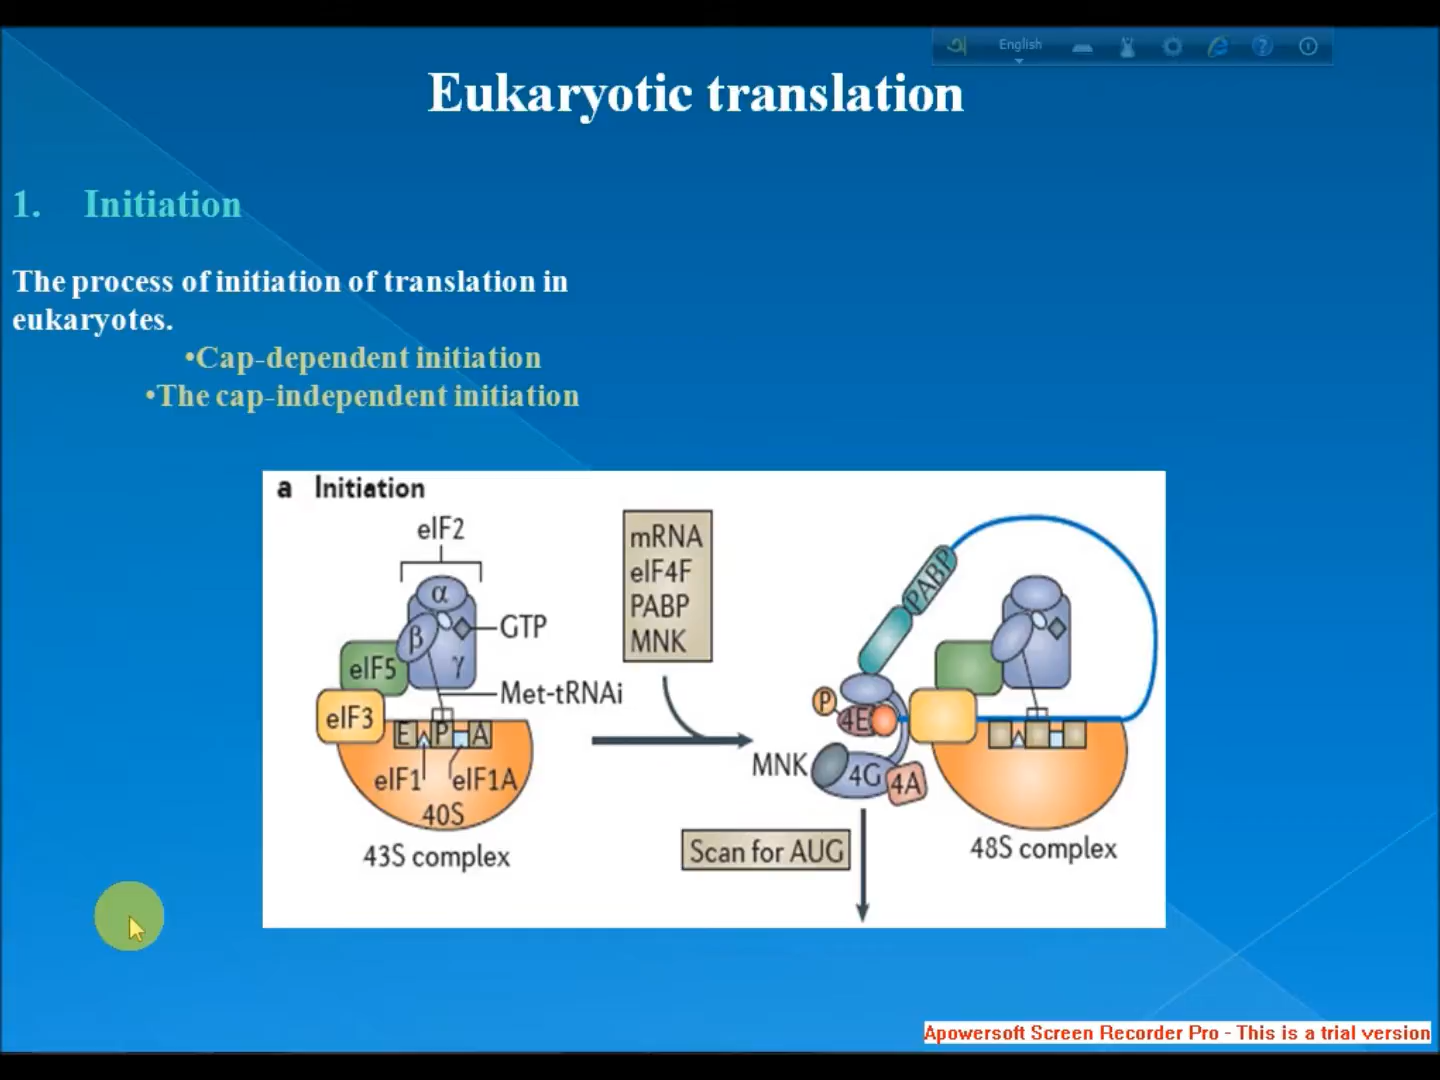 English
Eukaryotic translation
1. Initiation
The process of initiation of translation in
eukaryotes.
•Cap-dependent initiation
•The cap-independent initiation
a Initiation
eIF2
α
β
γ
GTP
eIF5
Met-tRNAi
eIF3
E P A
eIF1 eIF1A
40S
43S complex
mRNA
eIF4F
PABP
MNK
PABP
P
4E
MNK
4G
4A
Scan for AUG
48S complex
Apowersoft Screen Recorder Pro - This is a trial version